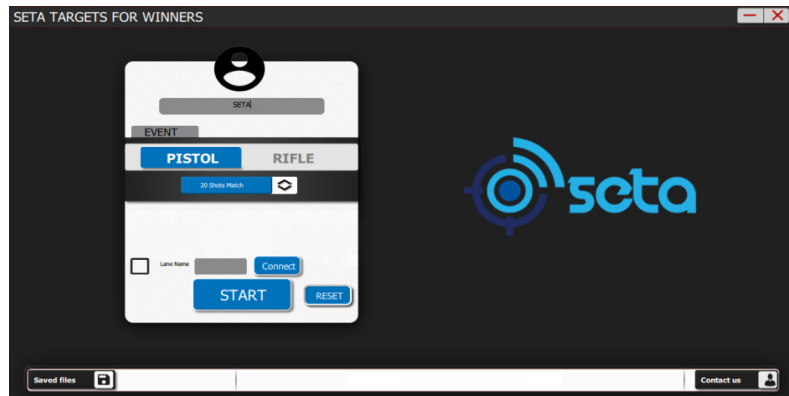 SETA TARGETS FOR WINNERS
SETA
EVENT
PISTOL RIFLE
20 Shots Match
seta
Lane Name Connect
START RESET
Saved files Contact us